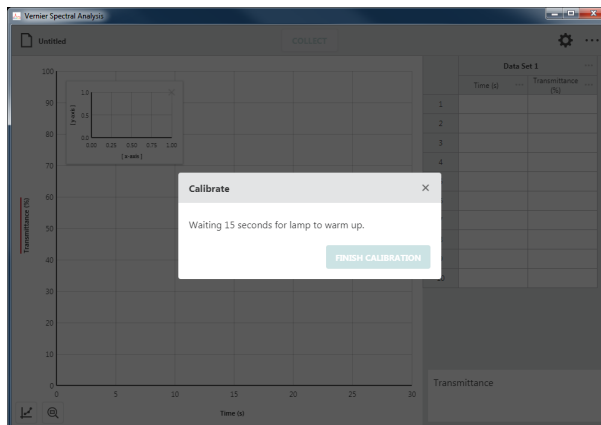 Vernier Spectral Analysis
Untitled
COLLECT
100
90
80
70
60
50
40
30
20
10
0
Transmittance (%)
0 5 10 15 20 25 30
Time (s)
1.0
0.5
0.0
[ y-axis ]
0.00 0.25 0.50 0.75 1.00
[ x-axis ]
Calibrate
Waiting 15 seconds for lamp to warm up.
FINISH CALIBRATION
Data Set 1
Time (s) Transmittance
(%)
1
2
3
4
Transmittance